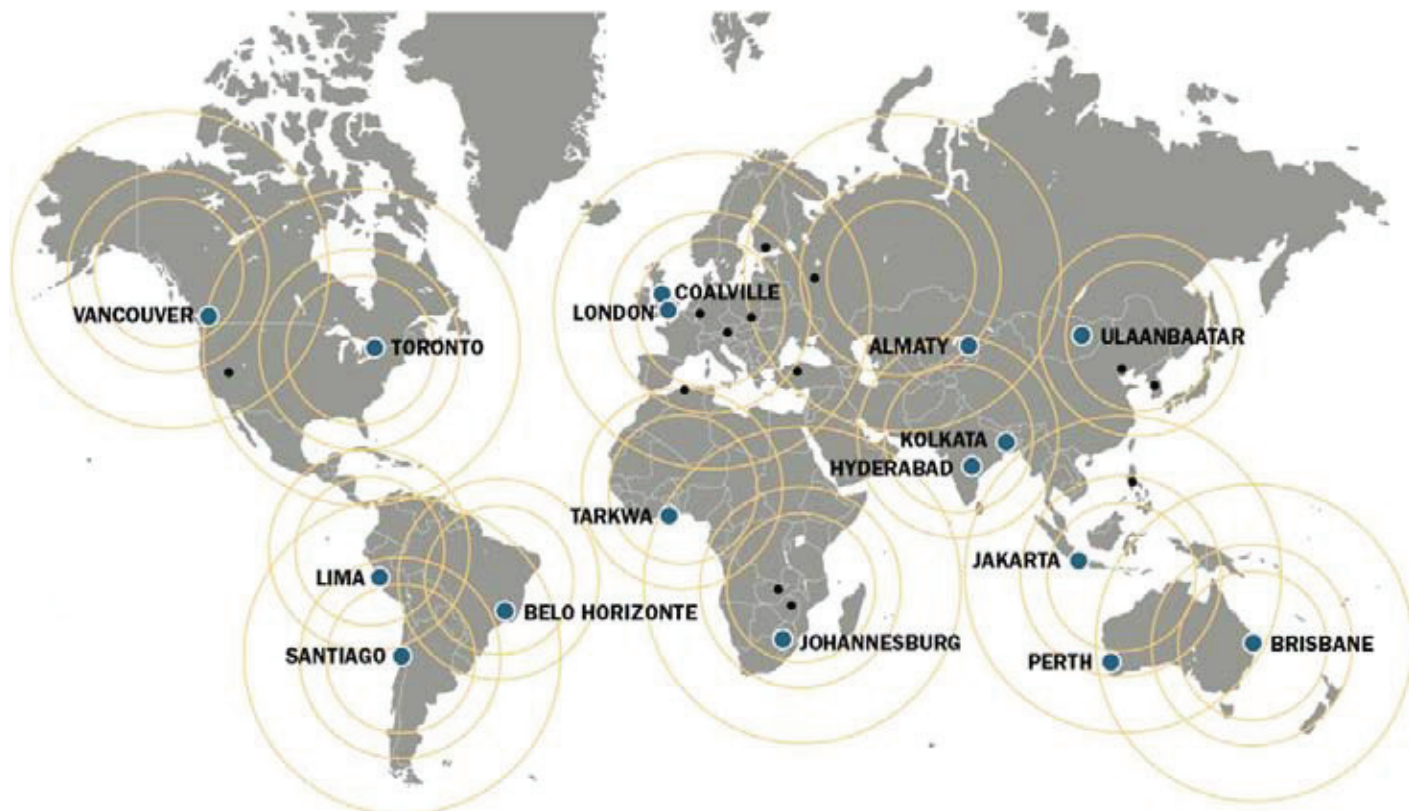 COALVILLE
LONDON
VANCOUVER
ULAANBAATAR
TORONTO
ALMATY
KOLKATA
HYDERABAD
TARKWA
JAKARTA
LIMA
BELO HORIZONTE
JOHANNESBURG
BRISBANE
SANTIAGO
PERTH